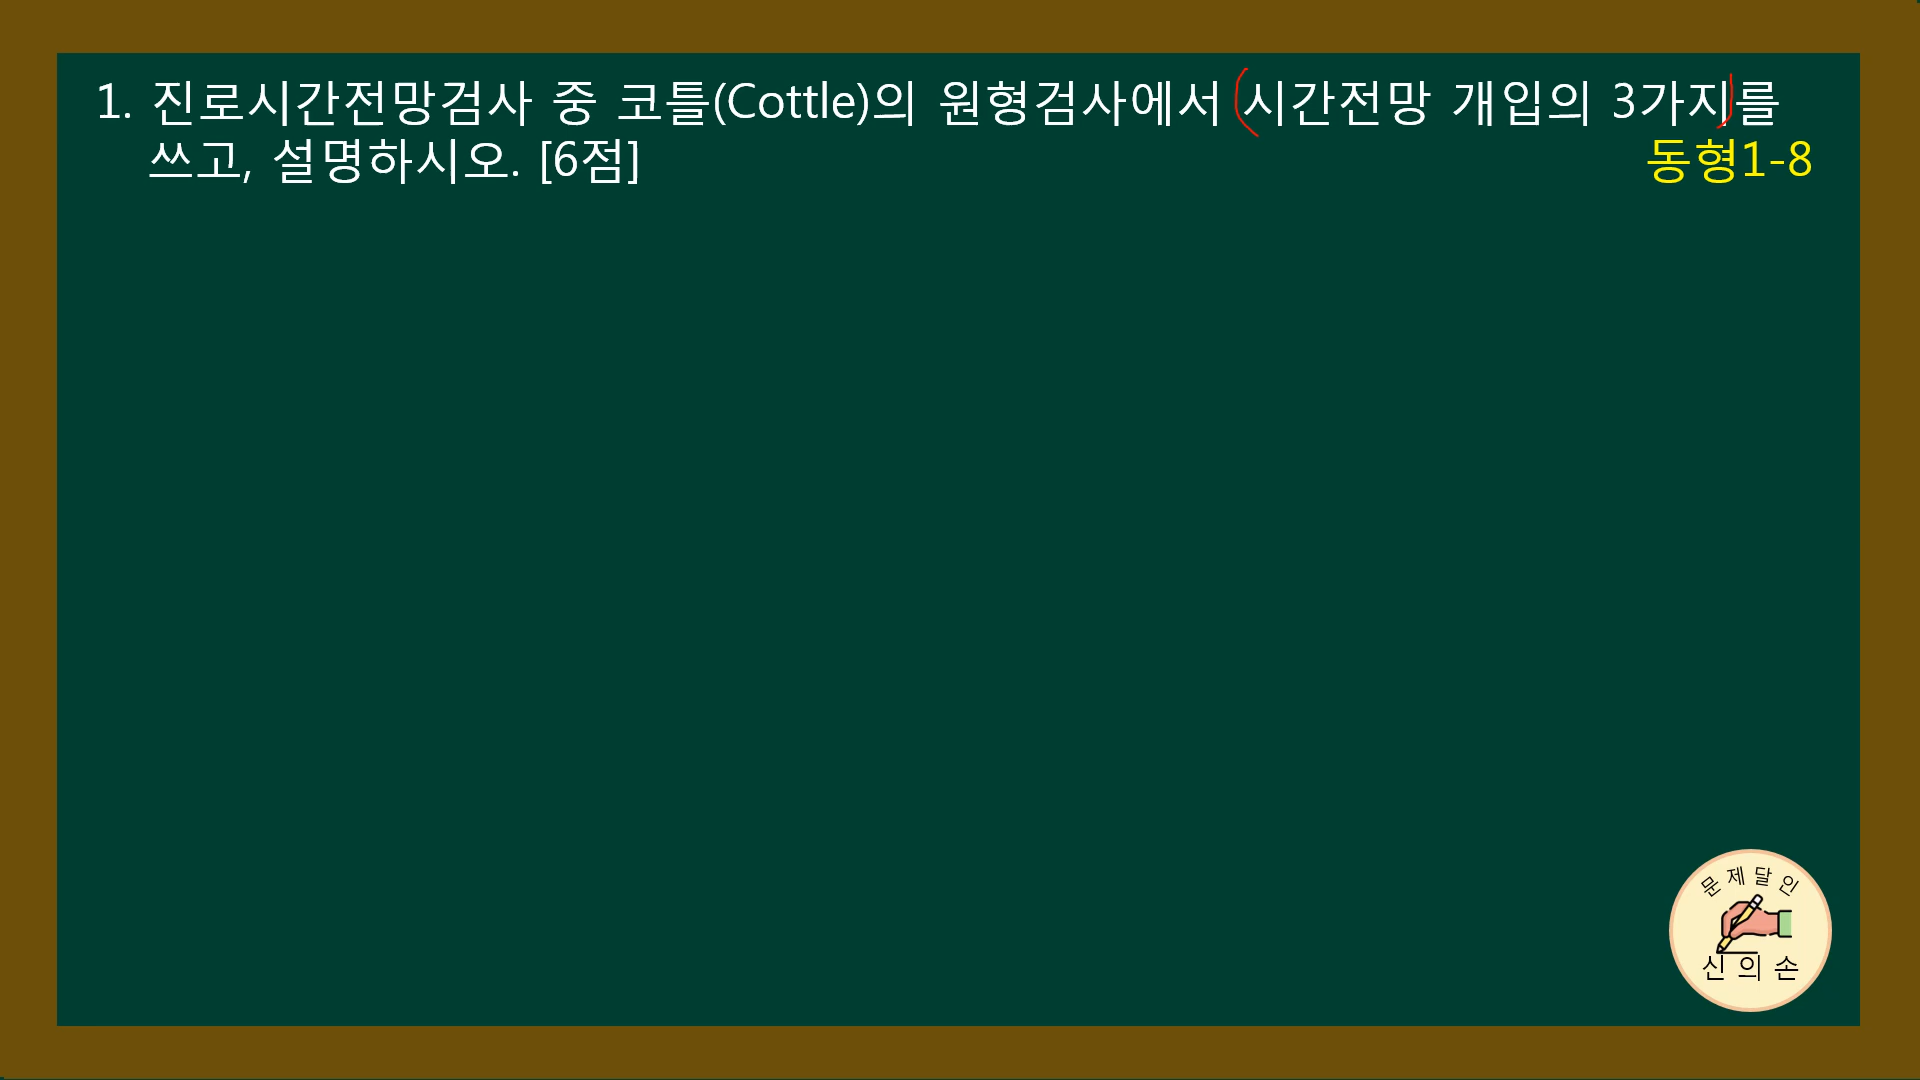 1. 진로시간전망검사 중 코틀(Cottle)의 원형검사에서 시간전망 개입의 3가지를
쓰고, 설명하시오. [6점]
동형1-8
문제달인
신의손